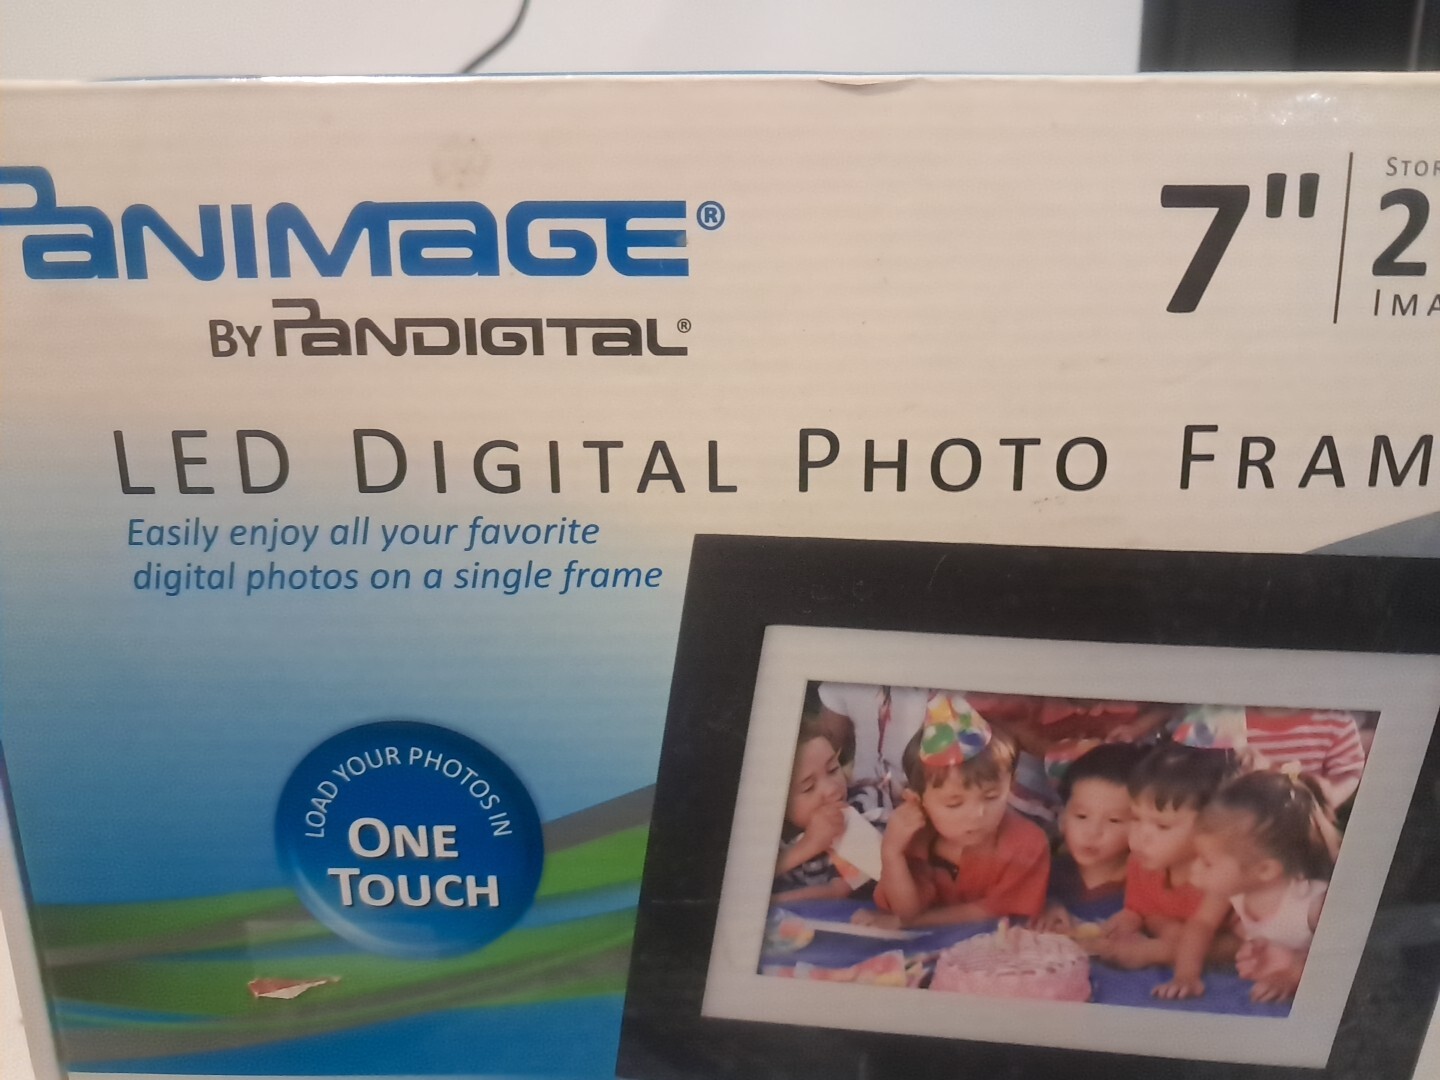 PANIMAGE®
BY PANDIGITAL®
7"
2
LED DIGITAL PHOTO
Easily enjoy all your favorite
digital photos on a single frame
LOAD YOUR PHOTOS IN
ONE
TOUCH